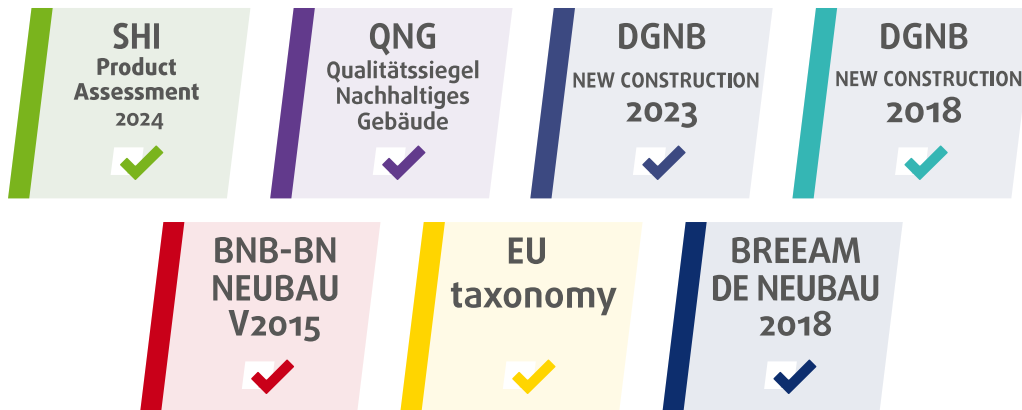 SHI
Product
Assessment
2024
QNG
Qualitätssiegel
Nachhaltiges
Gebäude
DGNB
NEW CONSTRUCTION
2023
DGNB
NEW CONSTRUCTION
2018
BNB-BN
NEUBAU
V2015
EU
taxonomy
BREEAM
DE NEUBAU
2018